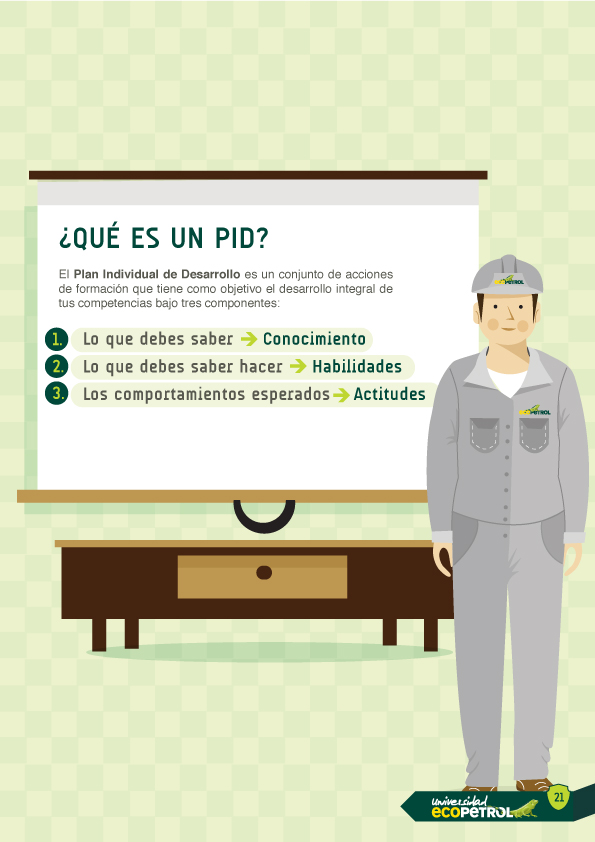 ¿QUÉ ES UN PID?
El Plan Individual de Desarrollo es un conjunto de acciones
de formación que tiene como objetivo el desarrollo integral de
tus competencias bajo tres componentes:
1. Lo que debes saber → Conocimiento
2. Lo que debes saber hacer → Habilidades
3. Los comportamientos esperados → Actitudes
ECOPETROL
ECOPETROL
21
Universidad
ECOPETROL